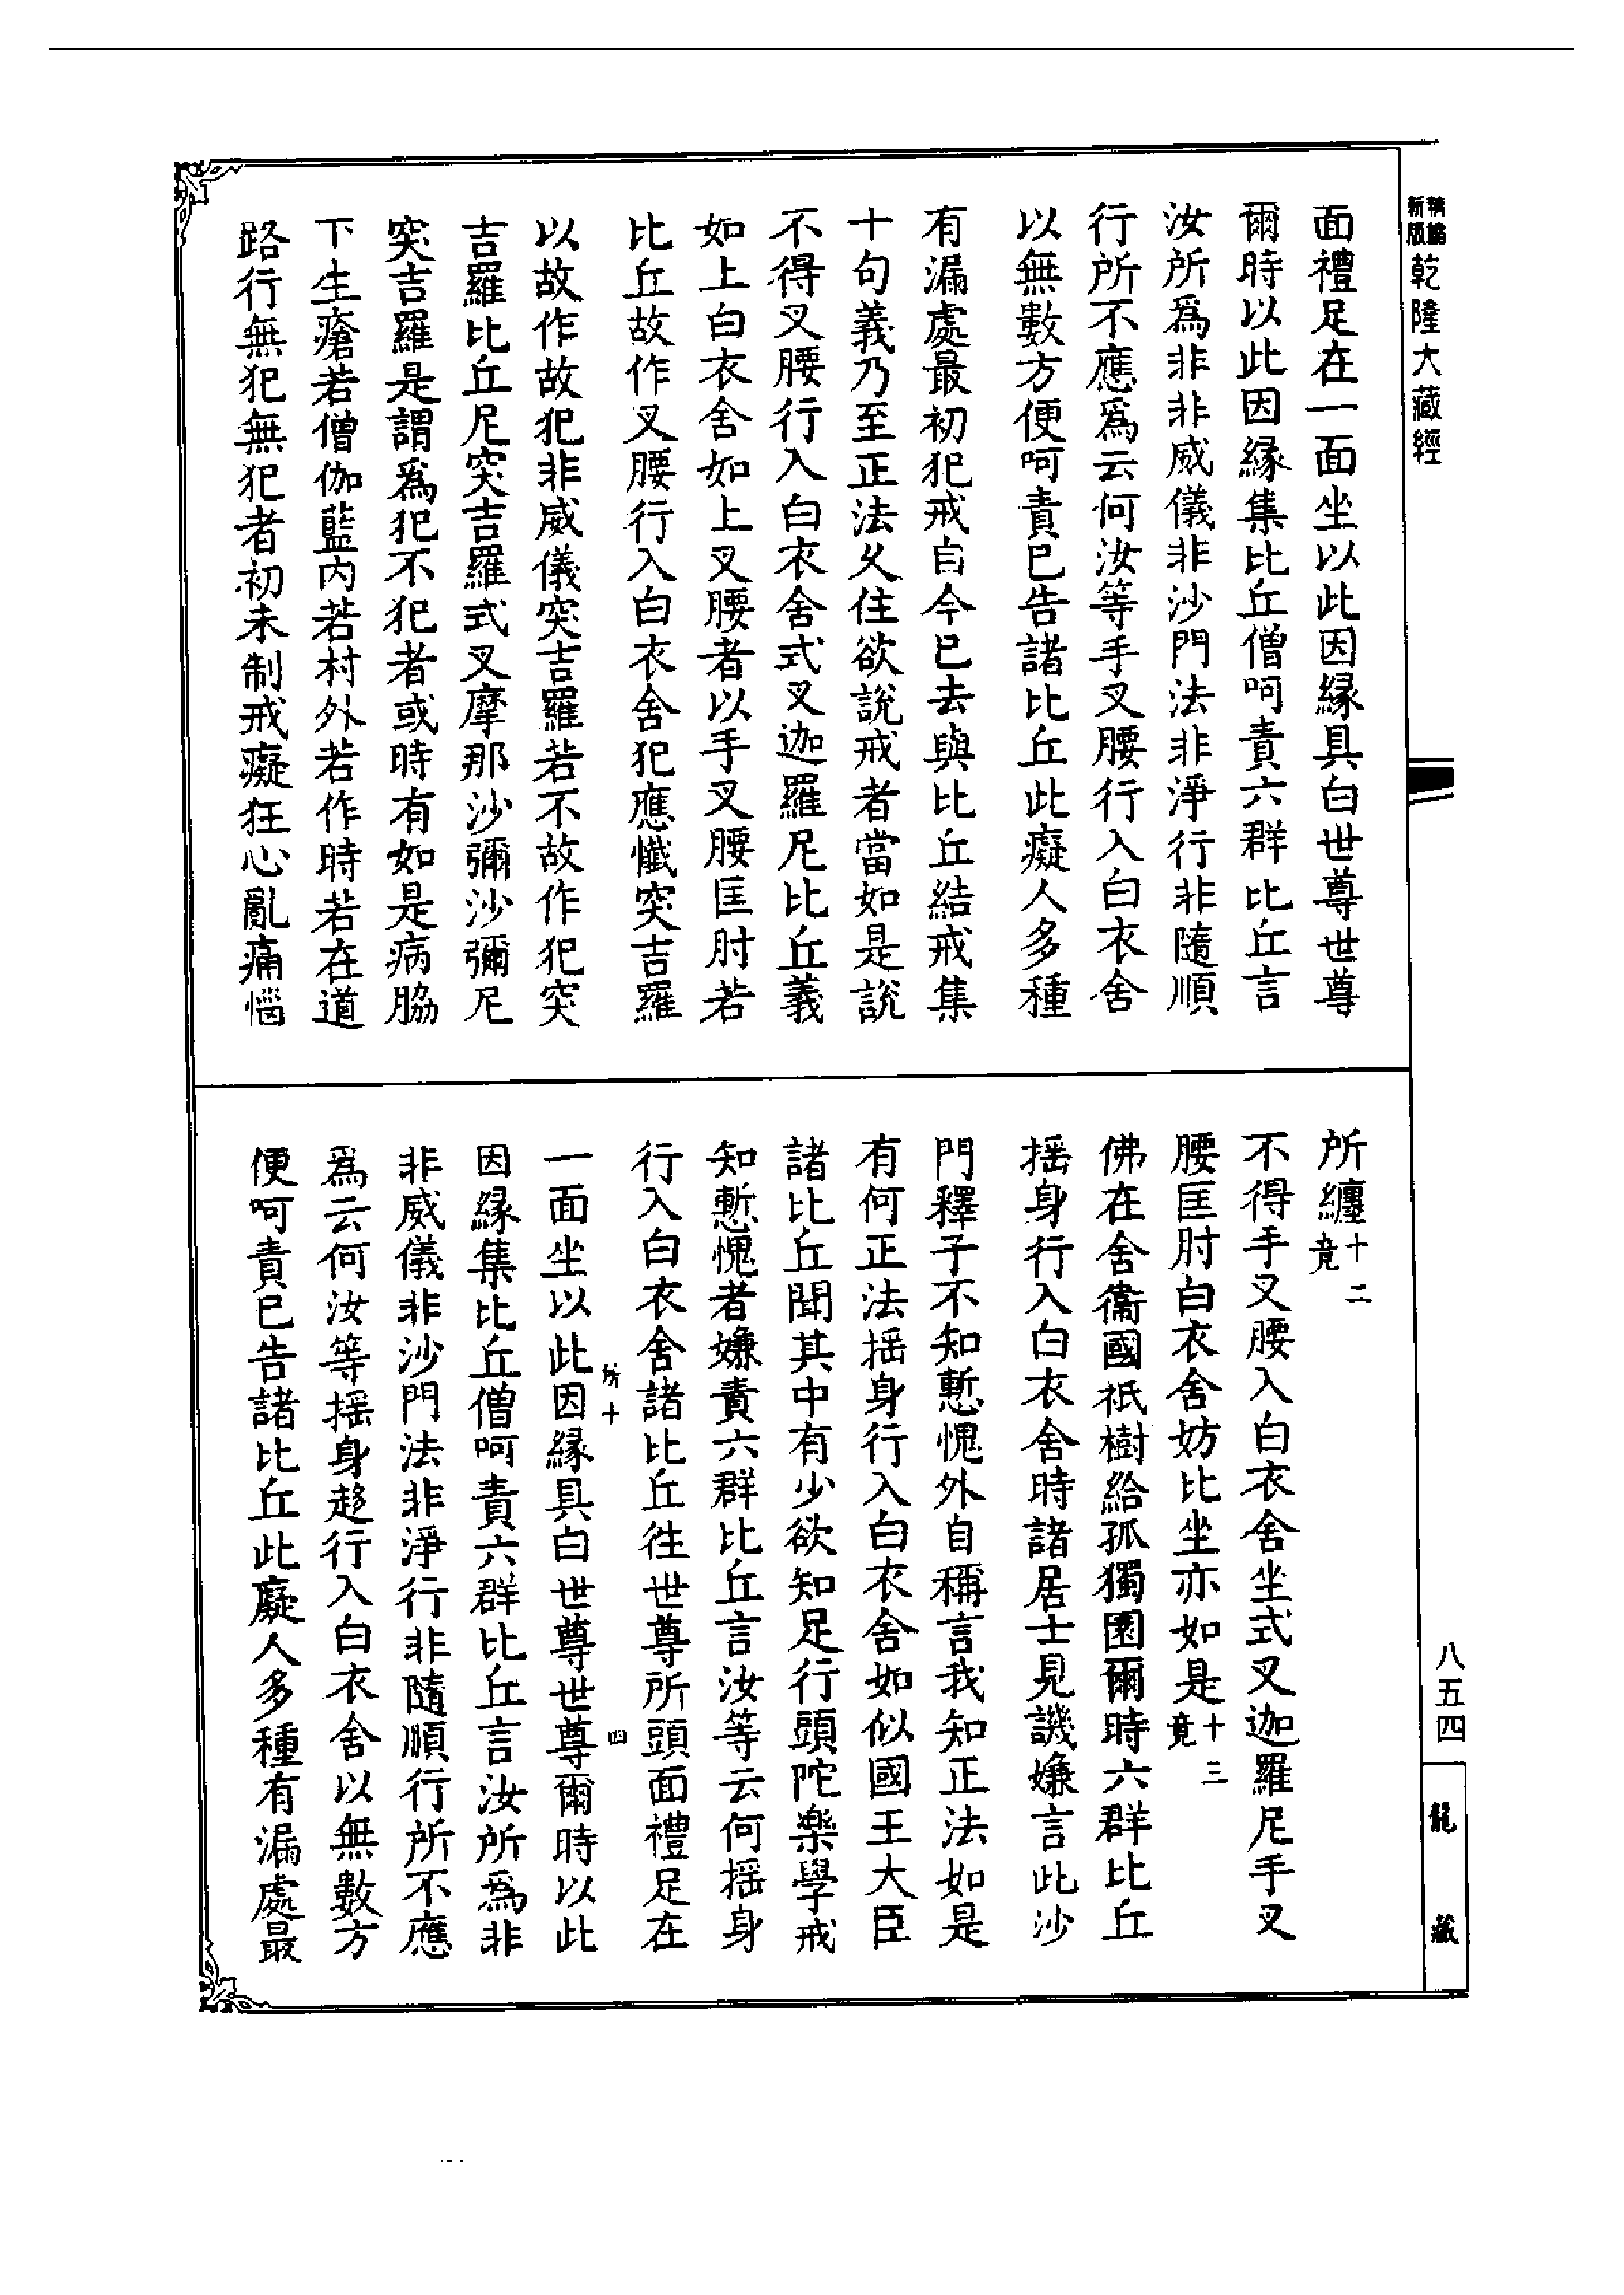 新版
乾隆大藏經
面禮足在一面坐以此因縁具白世尊世尊
爾時以此因縁集比丘僧呵責六群比丘言
汝所爲非非威儀非沙門法非淨行非隨順
行所不應爲云何汝等手叉腰行入白衣舍
以無數方便呵責已告諸比丘此癡人多種
有漏處最初犯戒自今已去與比丘結戒集
十句義乃至正法久住欲說戒者當如是說
不得叉腰行入白衣舍式叉迦羅尼比丘義
如上白衣舍如上叉腰者以手叉腰匡肘若
比丘故作叉腰行入白衣舍犯應懺突吉羅
以故作故犯非威儀突吉羅若不故作犯突
吉羅比丘尼突吉羅式叉摩那沙彌沙彌尼
突吉羅是謂爲犯不犯者或時有如是病脇
下生瘡若僧伽藍內若村外若作時若在道
路行無犯無犯者初未制戒癡狂心亂痛惱
所纏十二竟
不得手叉腰入白衣舍坐式叉迦羅尼手叉
腰匡肘白衣舍妨比坐亦如是十三竟
佛在舍衞國祇樹給孤獨園爾時六群比丘
搖身行入白衣舍時諸居士見譏嫌言此沙
門釋子不知慙愧外自稱言我知正法如是
有何正法搖身行入白衣舍如似國王大臣
諸比丘聞其中有少欲知足行頭陀樂學戒
知慙愧者嫌責六群比丘言汝等云何搖身
行入白衣舍諸比丘往世尊所頭面禮足在
一面坐以此因縁具白世尊世尊爾時以此
因縁集比丘僧呵責六群比丘言汝所爲非
非威儀非沙門法非淨行非隨順行所不應
爲云何汝等搖身趍行入白衣舍以無數方
便呵責已告諸比丘此癡人多種有漏處最
十
四
八五四
龍藏